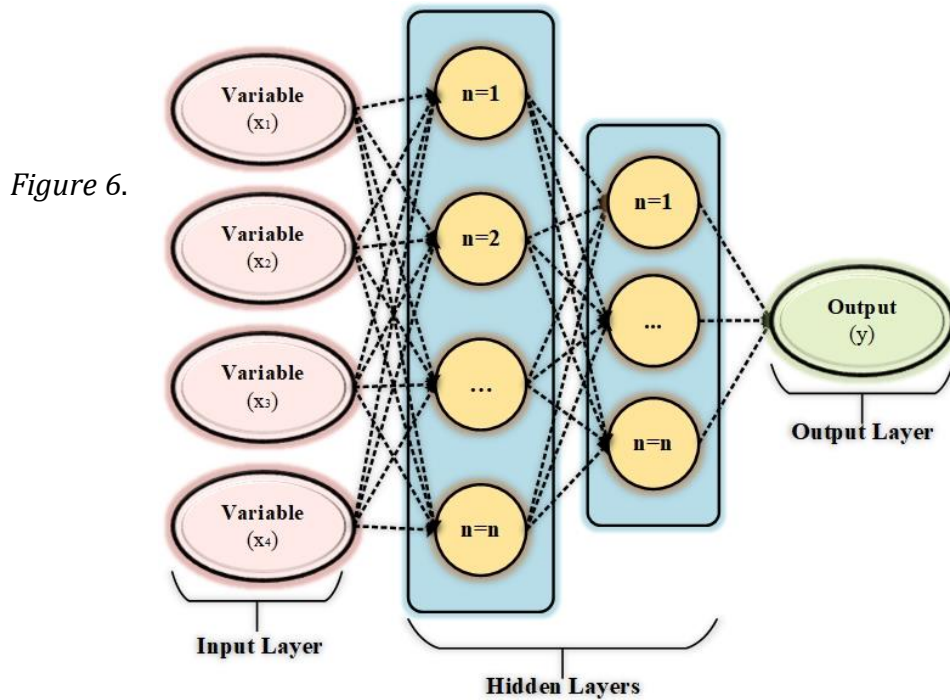 Figure 6.
Variable
(x₁)
Variable
(x₂)
Variable
(x₃)
Variable
(x₄)
Input Layer
n=1
n=2
...
n=n
n=1
...
n=n
Hidden Layers
Output
(y)
Output Layer